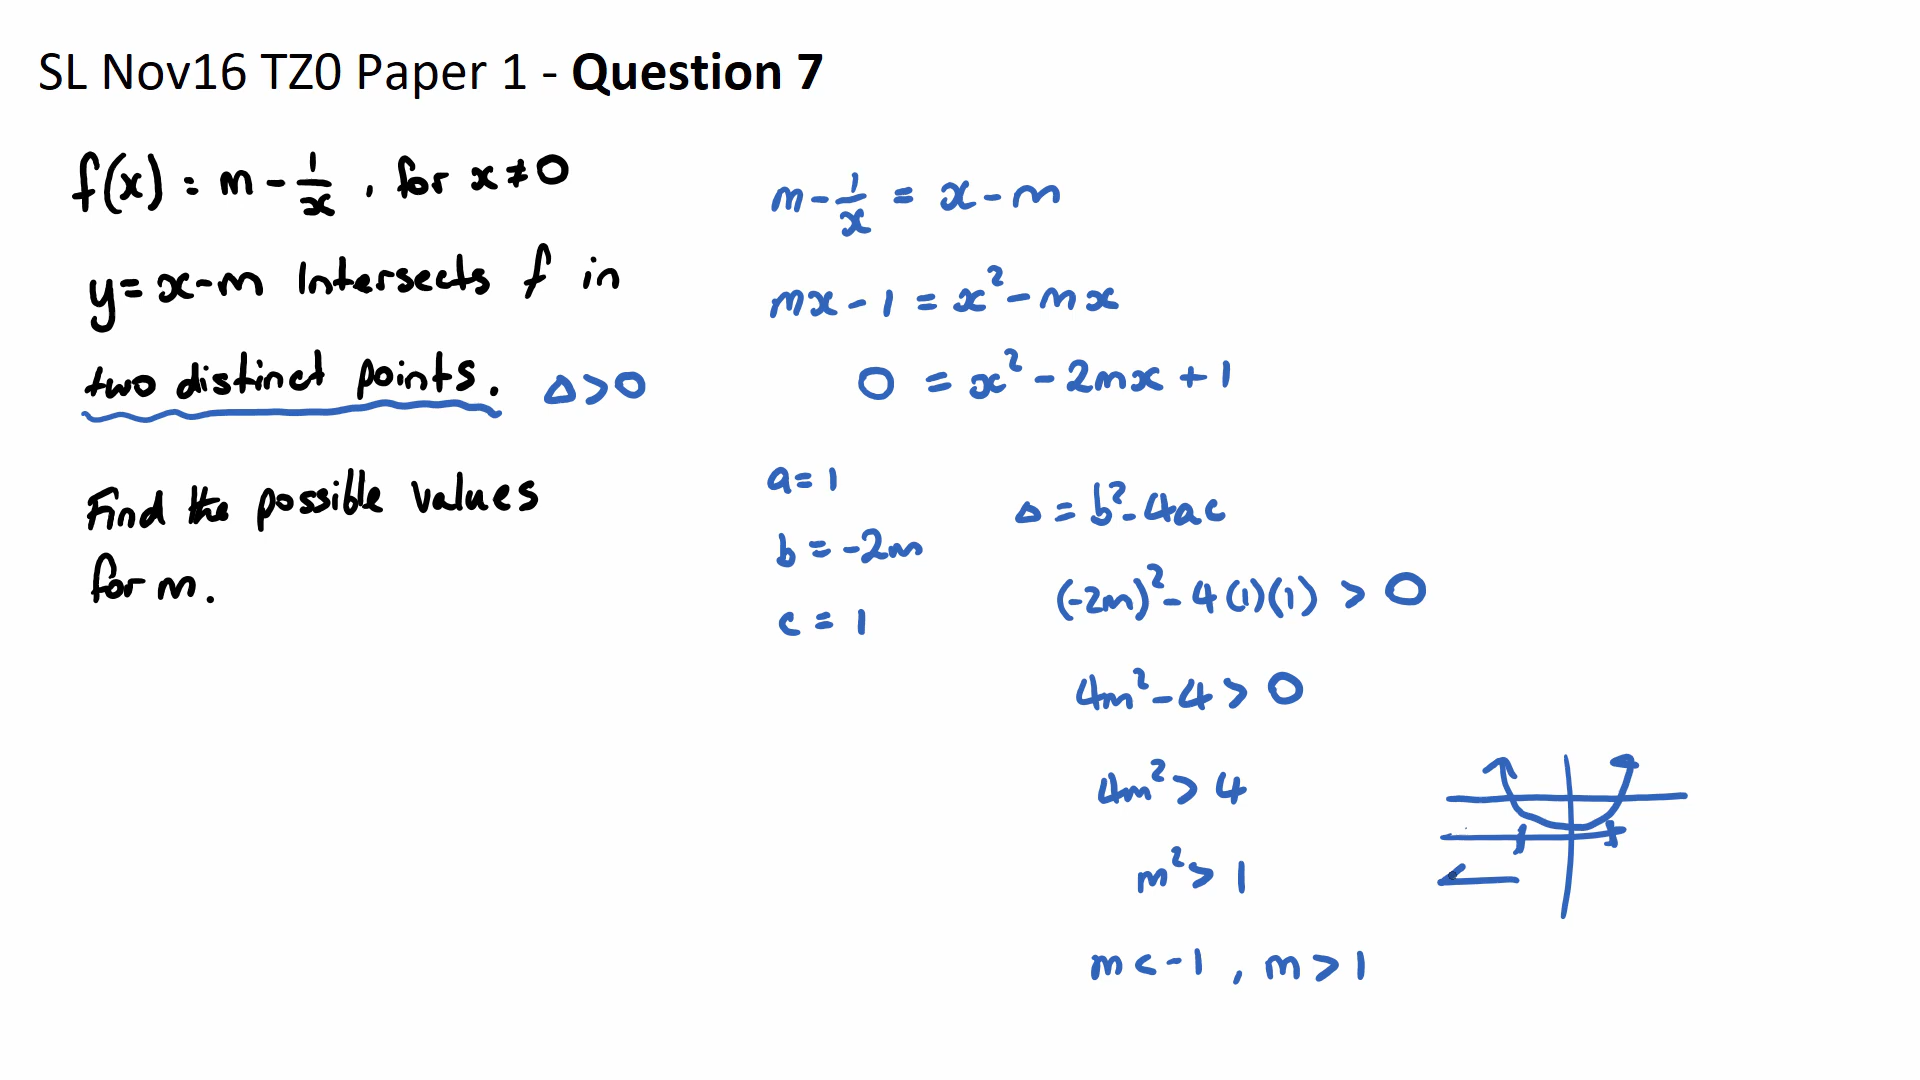 SL Nov16 TZ0 Paper 1 - Question 7
f(x) = m - 1/x , for x ≠ 0
y = x - m intersects f in
two distinct points. Δ > 0
Find the possible values
for m.
m - 1/x = x - m
mx - 1 = x² - mx
0 = x² - 2mx + 1
a = 1
b = -2m
c = 1
Δ = b² - 4ac
(-2m)² - 4(1)(1) > 0
4m² - 4 > 0
4m² > 4
m² > 1
m < -1 , m > 1